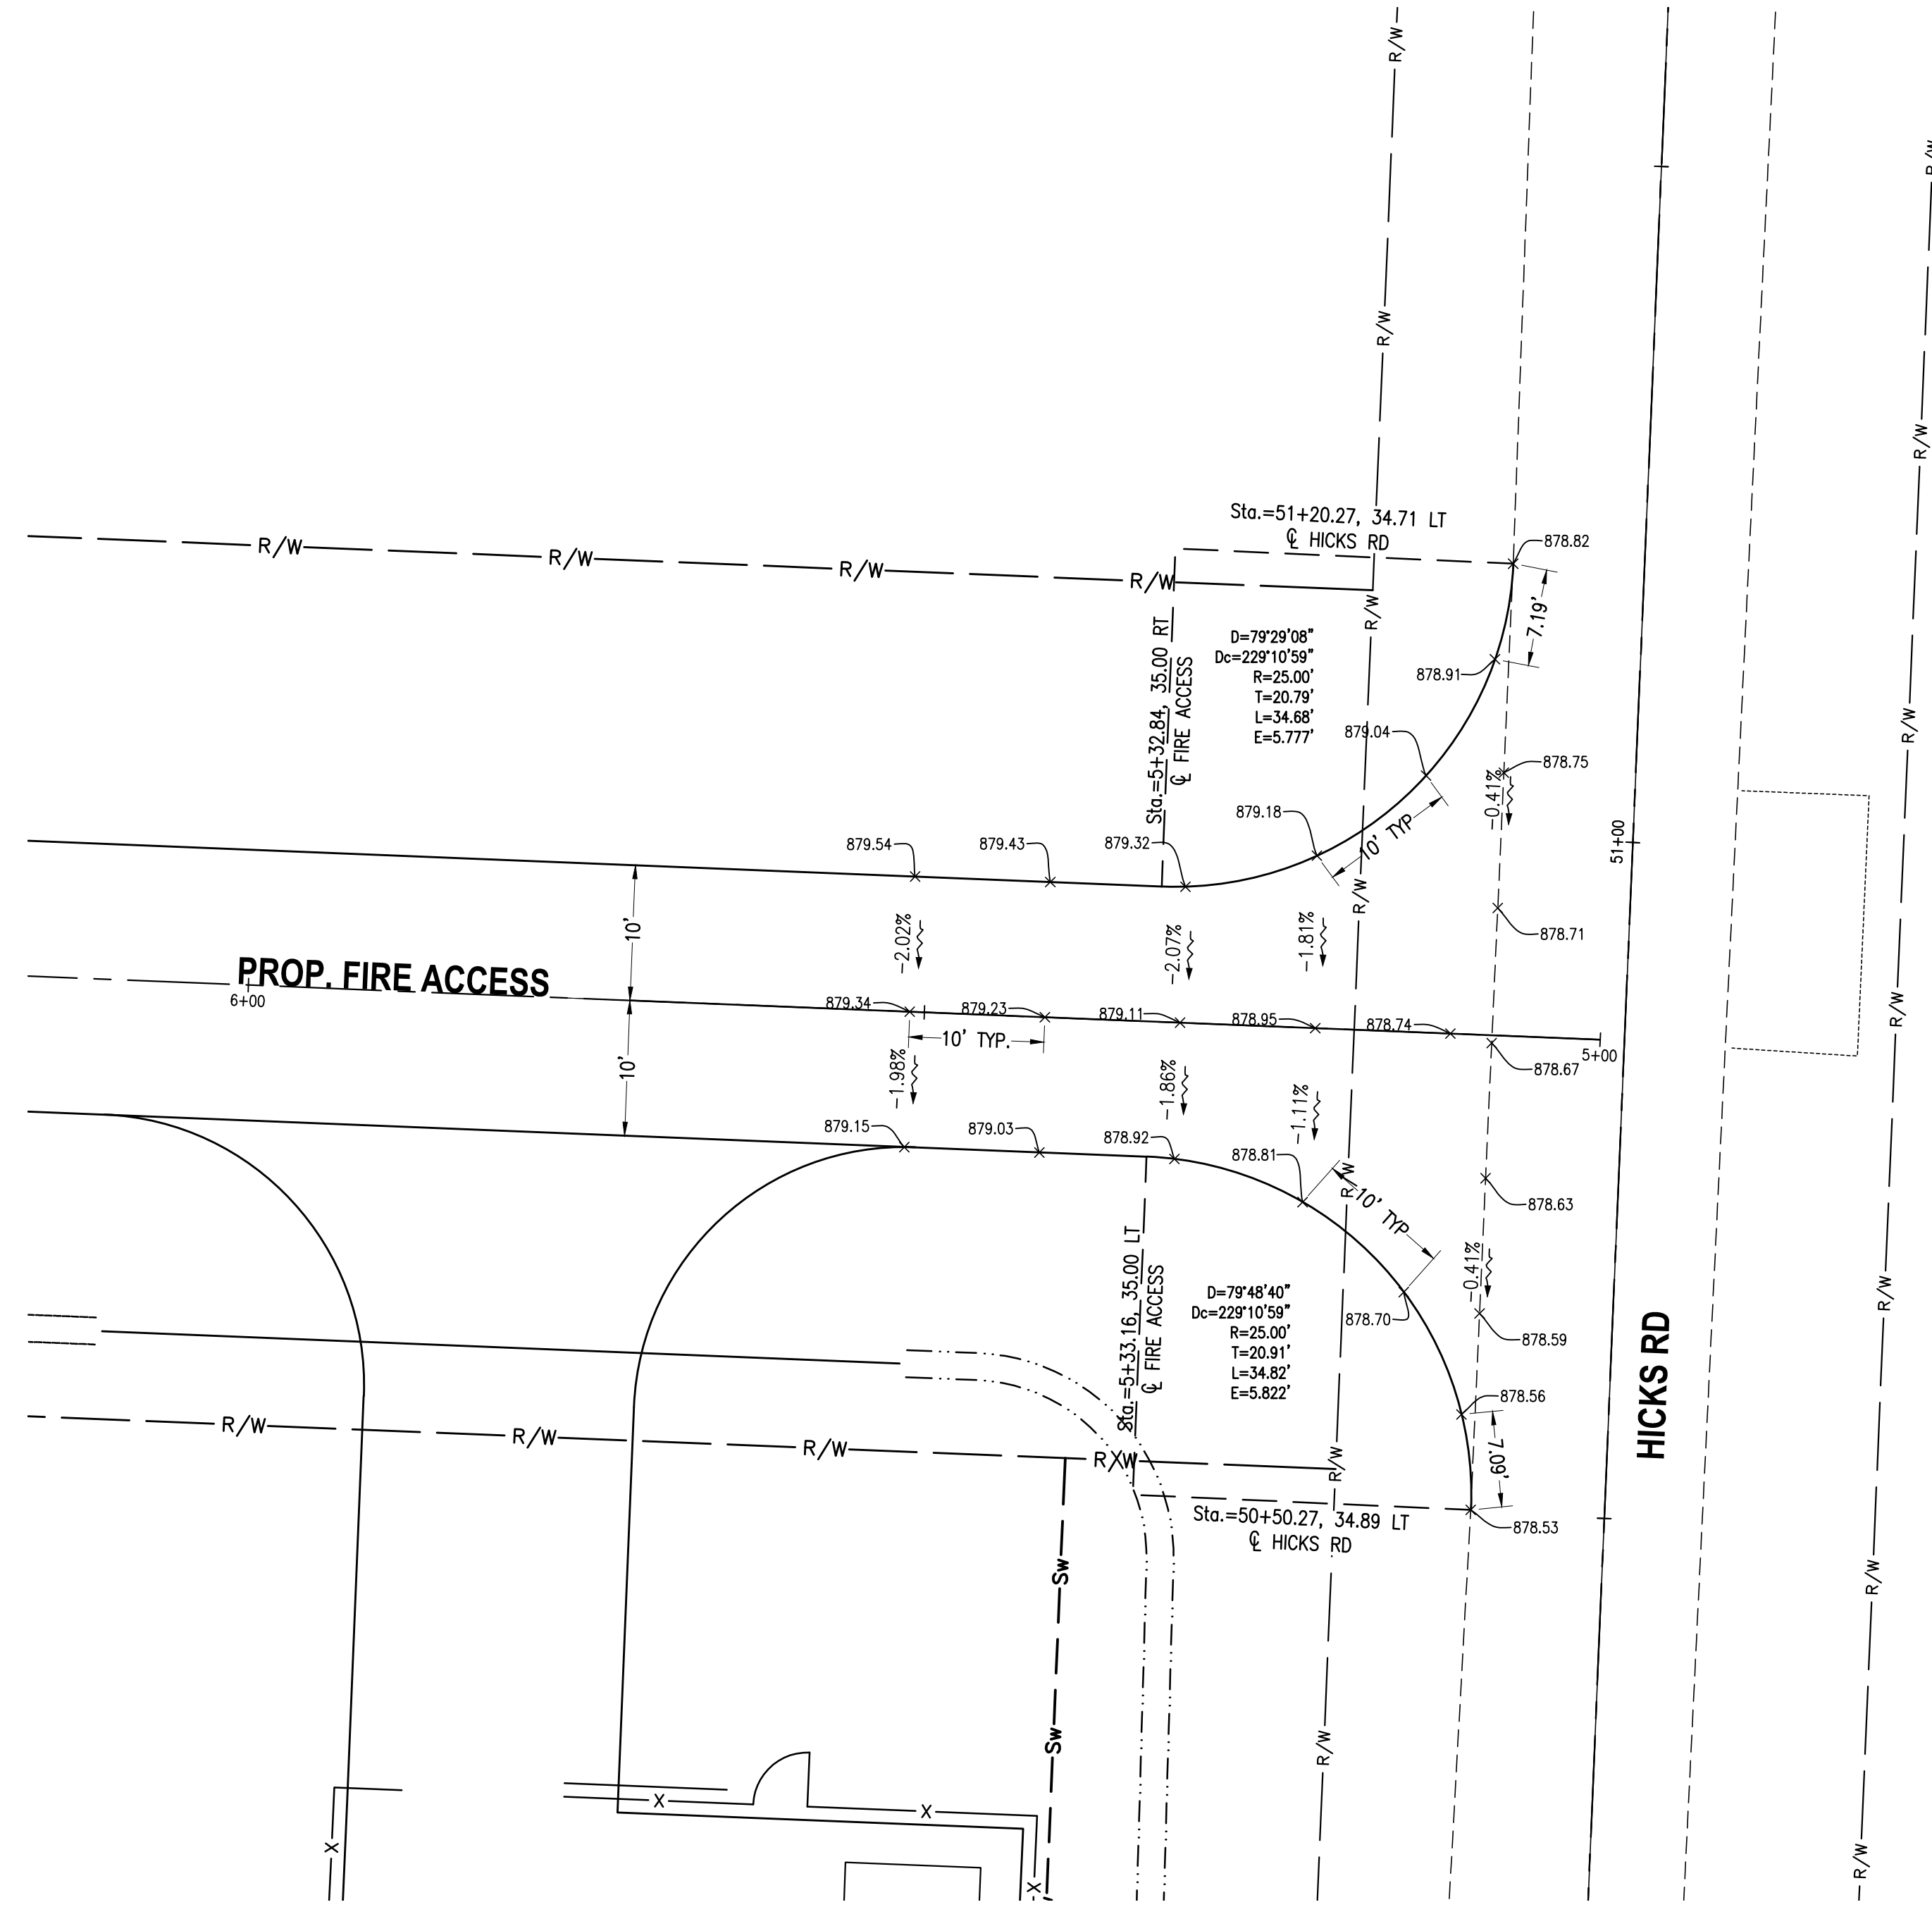 R/W
R/W
R/W
Sta.=51+20.27, 34.71 LT
℄ HICKS RD
878.82
R/W
R/W
R/W
R/W
R/W
R/W
7.19'
Sta.=5+32.84, 35.00 RT
℄ FIRE ACCESS
D=79°29'08"
Dc=229°10'59"
R=25.00'
T=20.79'
L=34.68'
E=5.777'
878.91
R/W
879.04
878.75
-0.41%
879.18
10' TYP
51+00
879.54
879.43
879.32
R/W
878.71
10'
-2.02%
-2.07%
-1.81%
PROP. FIRE ACCESS
6+00
879.34
879.23
879.11
878.95
878.74
R/W
10' TYP.
5+00
878.67
10'
-1.98%
-1.86%
-1.11%
879.15
879.03
878.92
878.81
R/W
10' TYP
878.63
Sta.=5+33.16, 35.00 LT
℄ FIRE ACCESS
D=79°48'40"
Dc=229°10'59"
R=25.00'
T=20.91'
L=34.82'
E=5.822'
-0.41%
878.70
878.59
R/W
HICKS RD
878.56
7.09'
R/W
R/W
R/W
R/W
R/W
Sta.=50+50.27, 34.89 LT
℄ HICKS RD
878.53
Sw
R/W
Sw
R/W
X
X
X
X
R/W